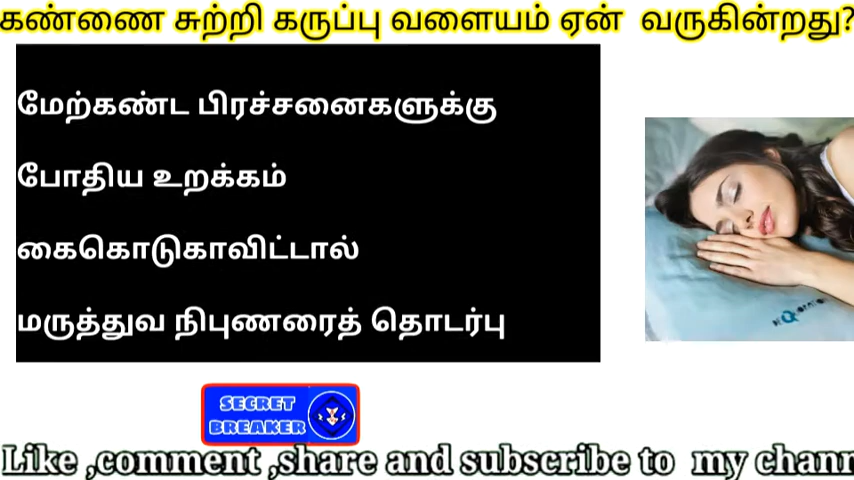 கண்ணை சுற்றி கருப்பு வளையம் ஏன் வருகின்றது?
மேற்கண்ட பிரச்சனைகளுக்கு
போதிய உறக்கம்
கைகொடுகாவிட்டால்
மருத்துவ நிபுணரைத் தொடர்பு
SECRET
BREAKER
Like ,comment ,share and subscribe to my chann